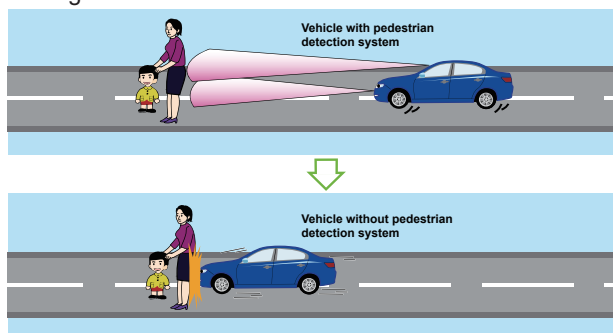 Vehicle with pedestrian
detection system
Vehicle without pedestrian
detection system